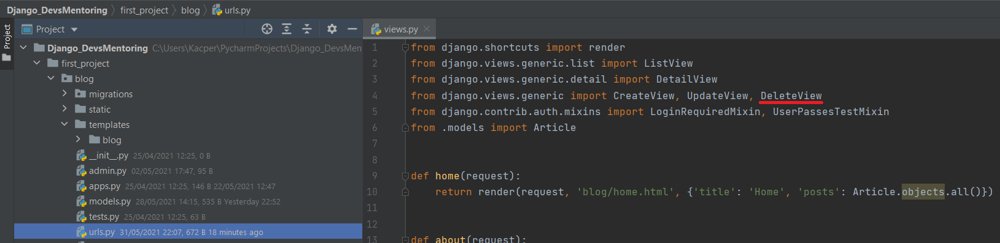 Django_DevsMentoring first_project blog urls.py
Project
Project
views.py
Django_DevsMentoring C:\Users\Kacper\PycharmProjects\Django_DevsMen
first_project
blog
migrations
static
templates
blog
__init__.py 25/04/2021 12:25, 0 B
admin.py 02/05/2021 17:47, 95 B
apps.py 25/04/2021 12:25, 146 B 22/05/2021 12:47
models.py 28/05/2021 14:15, 535 B Yesterday 22:52
tests.py 25/04/2021 12:25, 63 B
urls.py 31/05/2021 22:07, 672 B 18 minutes ago
1 from django.shortcuts import render
2 from django.views.generic.list import ListView
3 from django.views.generic.detail import DetailView
4 from django.views.generic import CreateView, UpdateView, DeleteView
5 from django.contrib.auth.mixins import LoginRequiredMixin, UserPassesTestMixin
6 from .models import Article
7
8
9 def home(request):
10 return render(request, 'blog/home.html', {'title': 'Home', 'posts': Article.objects.all()})
11
12
13 def about(request):